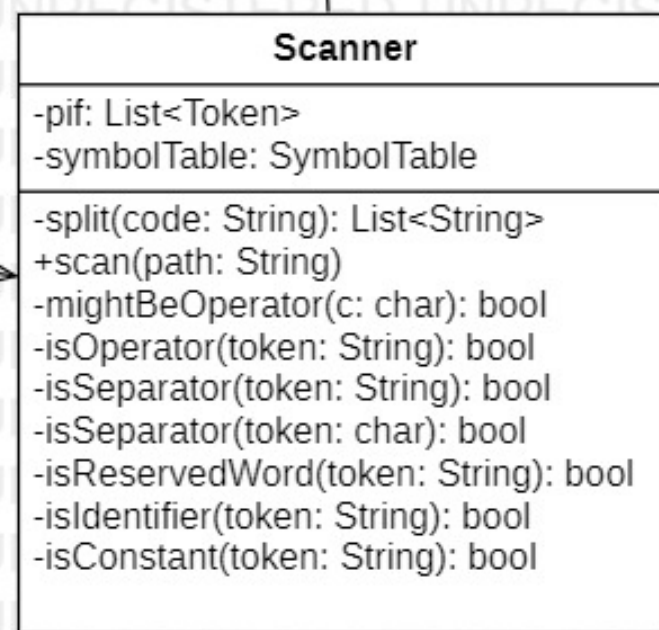 Scanner
-pif: List<Token>
-symbolTable: SymbolTable
-split(code: String): List<String>
+scan(path: String)
-mightBeOperator(c: char): bool
-isOperator(token: String): bool
-isSeparator(token: String): bool
-isSeparator(token: char): bool
-isReservedWord(token: String): bool
-isIdentifier(token: String): bool
-isConstant(token: String): bool